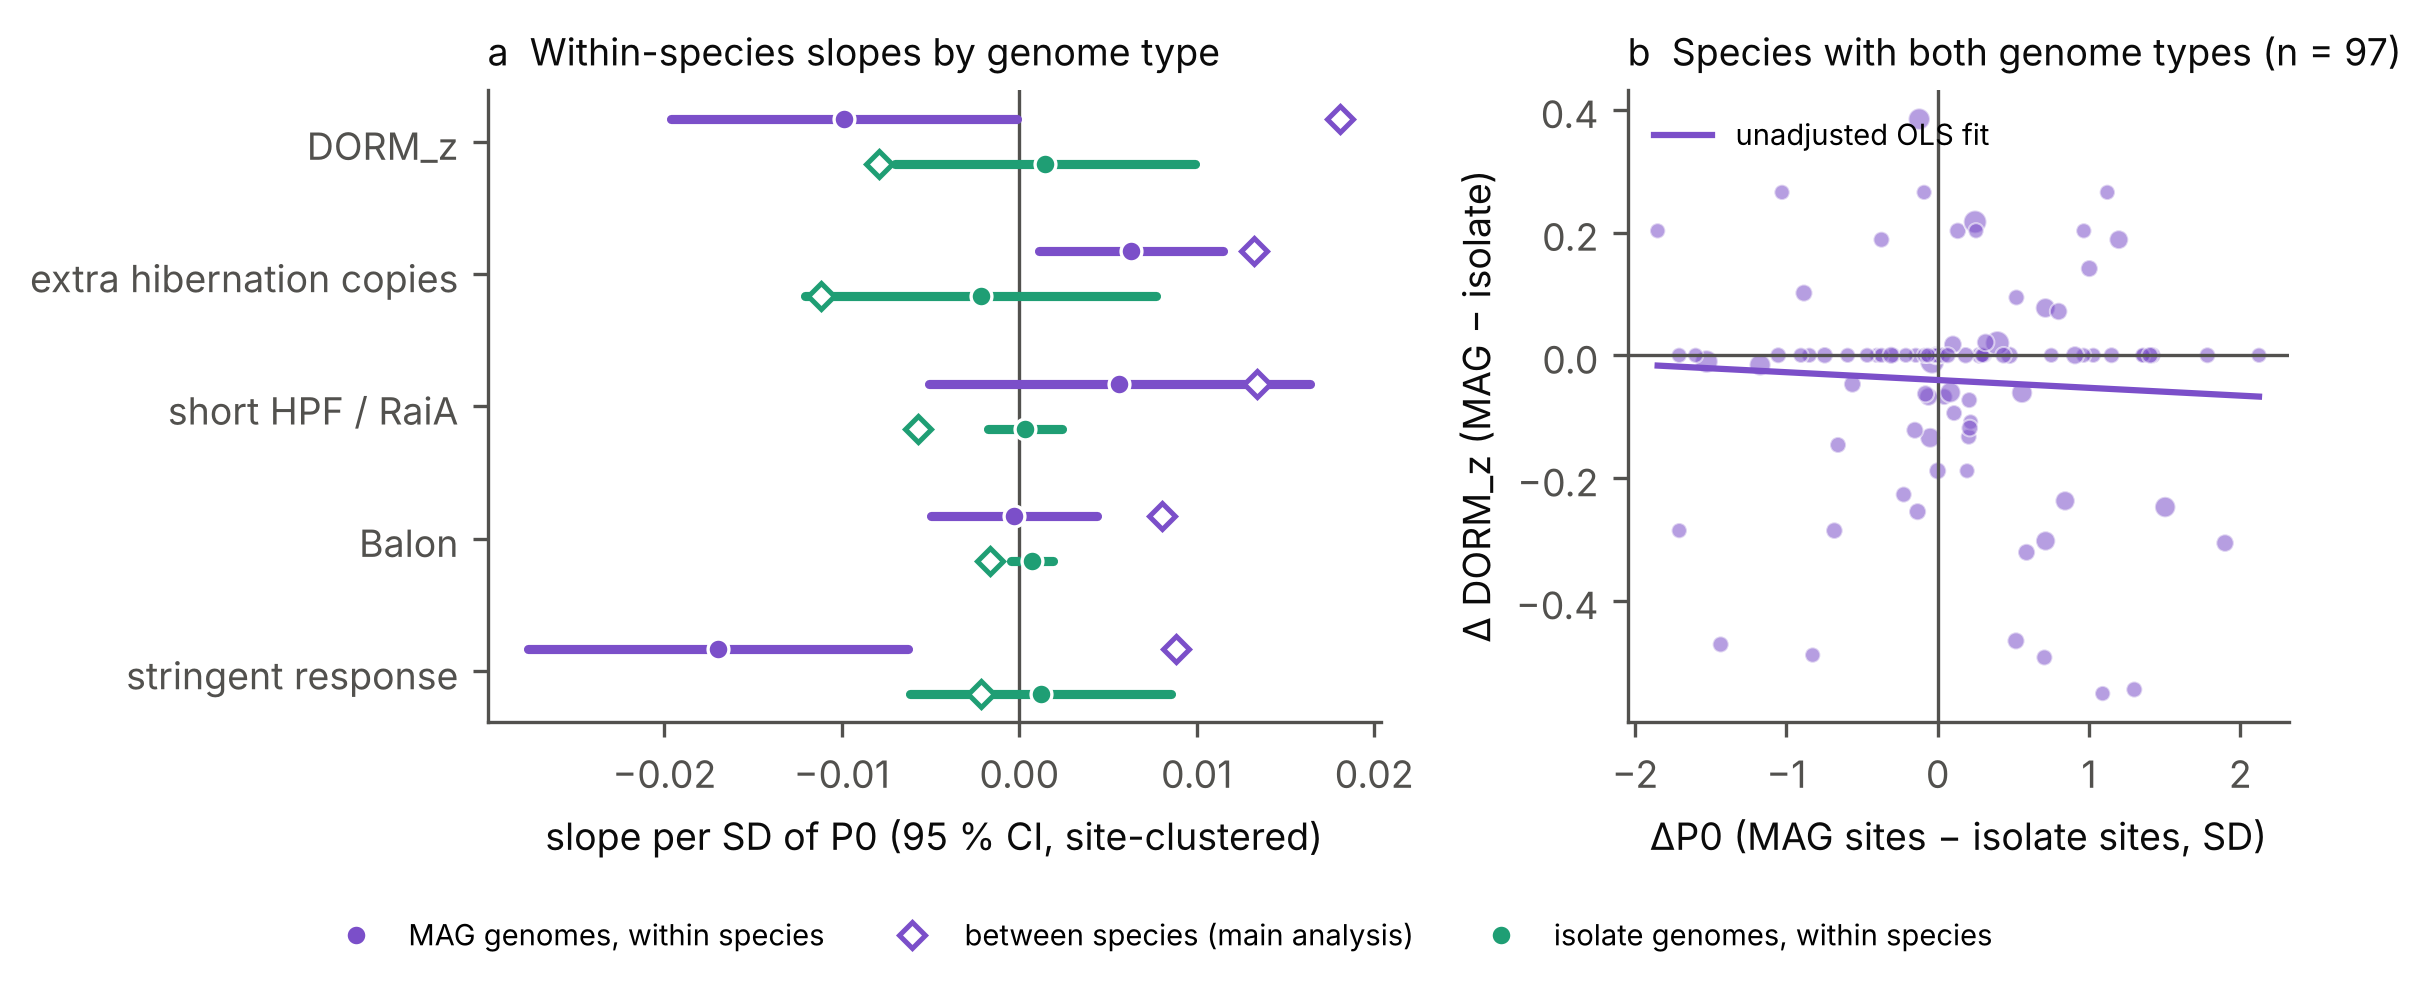 a  Within-species slopes by genome type
DORM_z
extra hibernation copies
short HPF / RaiA
Balon
stringent response
−0.02
−0.01
0.00
0.01
0.02
slope per SD of P0 (95 % CI, site-clustered)
b  Species with both genome types (n = 97)
unadjusted OLS fit
Δ DORM_z (MAG − isolate)
0.4
0.2
0.0
−0.2
−0.4
−2
−1
0
1
2
ΔP0 (MAG sites − isolate sites, SD)
MAG genomes, within species
between species (main analysis)
isolate genomes, within species